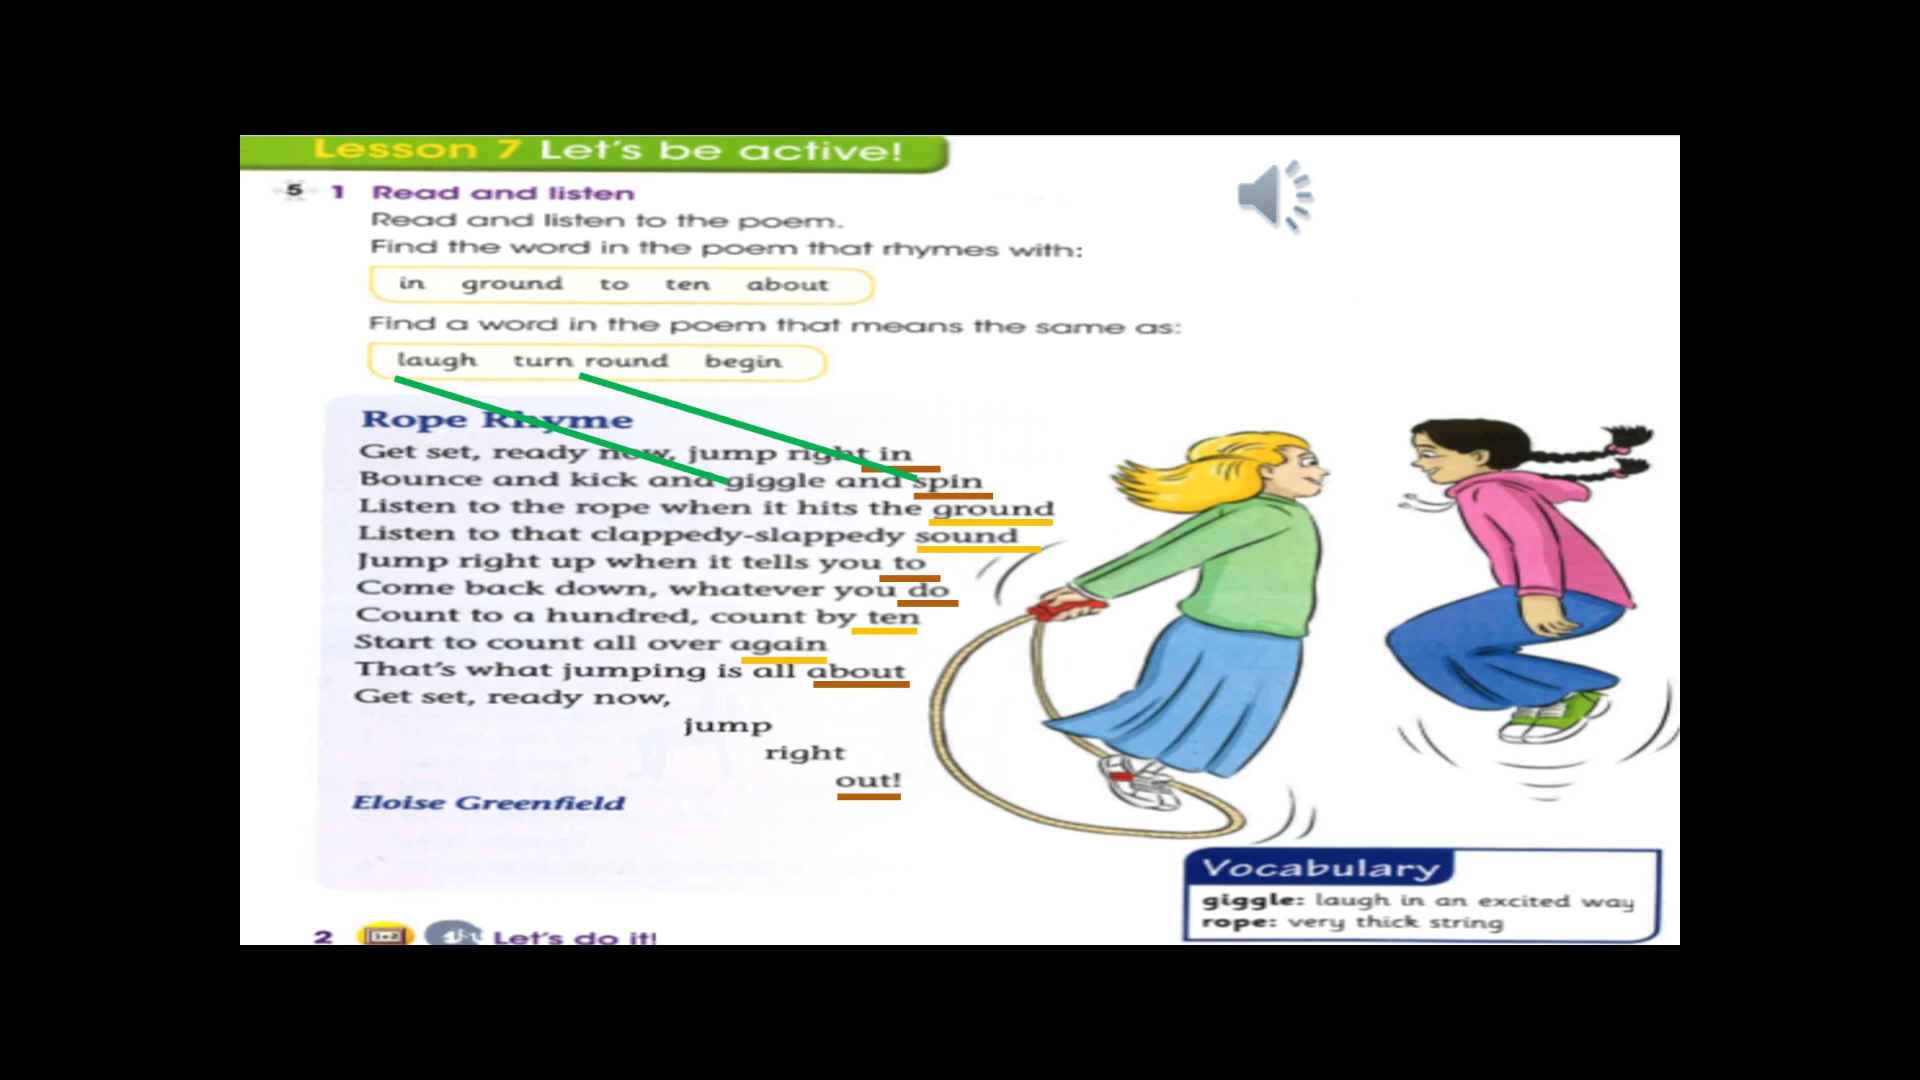 Lesson 7 Let's be active!
5 1 Read and listen
Read and listen to the poem.
Find the word in the poem that rhymes with:
in ground to ten about
Find a word in the poem that means the same as:
laugh turn round begin
Rope Rhyme
Get set, ready now, jump right in
Bounce and kick and giggle and spin
Listen to the rope when it hits the ground
Listen to that clappedy-slappedy sound
Jump right up when it tells you to
Come back down, whatever you do
Count to a hundred, count by ten
Start to count all over again
That's what jumping is all about
Get set, ready now,
jump
right
out!
Eloise Greenfield
Vocabulary
giggle: laugh in an excited way
rope: very thick string
2 Let's do it!